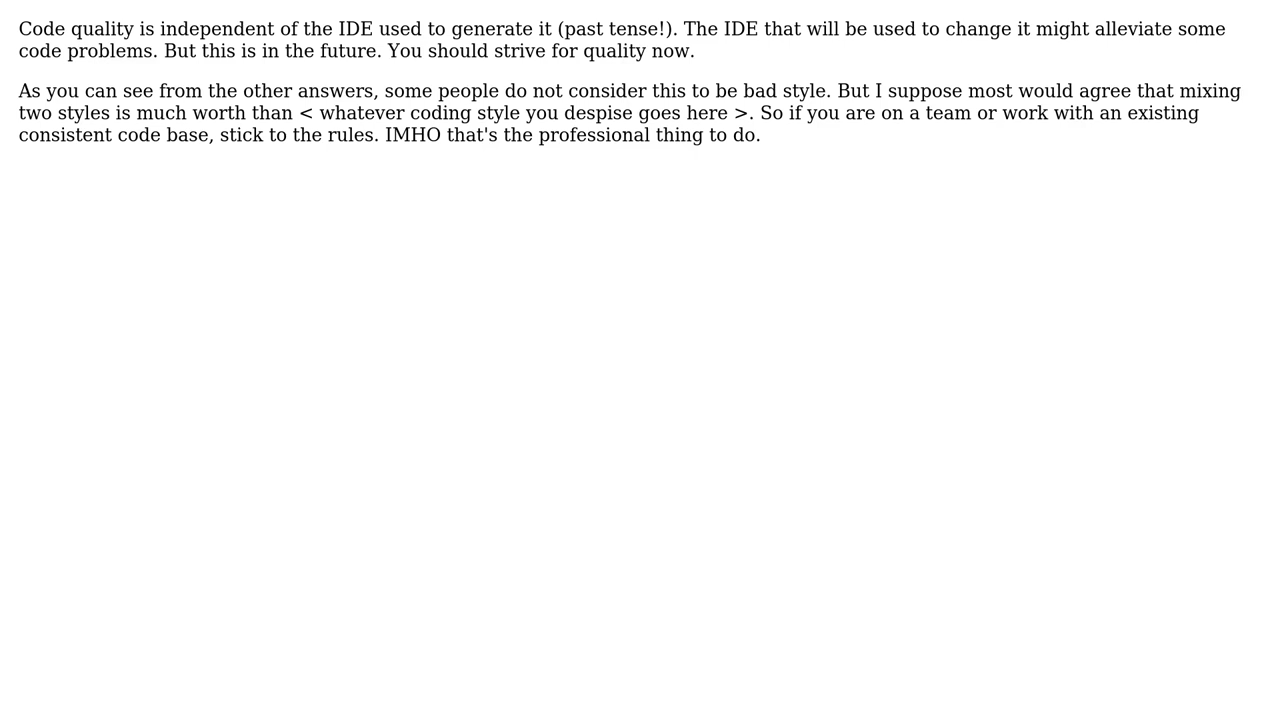 Code quality is independent of the IDE used to generate it (past tense!). The IDE that will be used to change it might alleviate some
code problems. But this is in the future. You should strive for quality now.
As you can see from the other answers, some people do not consider this to be bad style. But I suppose most would agree that mixing
two styles is much worth than < whatever coding style you despise goes here >. So if you are on a team or work with an existing
consistent code base, stick to the rules. IMHO that's the professional thing to do.